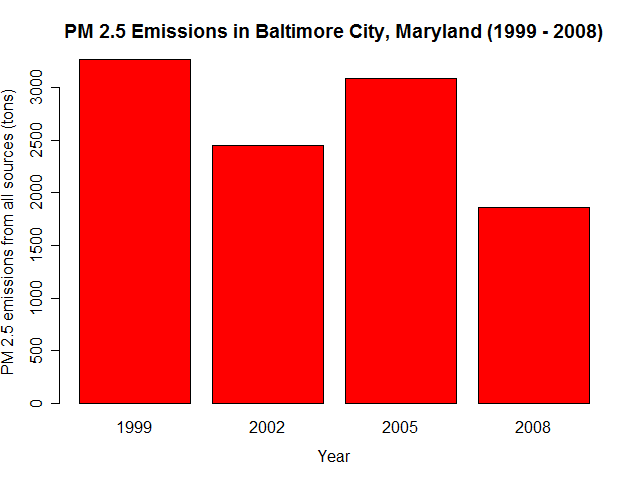 PM 2.5 Emissions in Baltimore City, Maryland (1999 - 2008)
PM 2.5 emissions from all sources (tons)
3000
2500
2000
1500
1000
500
0
1999 2002 2005 2008
Year